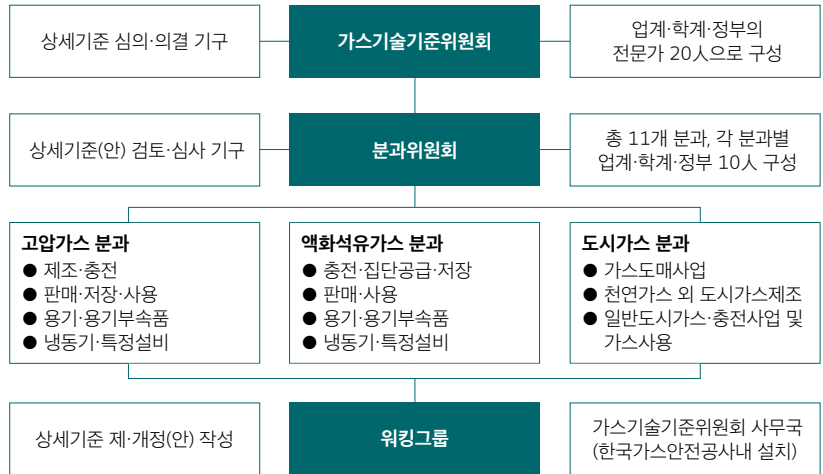 상세기준 심의·의결 기구
가스기술기준위원회
업계·학계·정부의
전문가 20人으로 구성
상세기준(안) 검토·심사 기구
분과위원회
총 11개 분과, 각 분과별
업계·학계·정부 10人 구성
고압가스 분과
● 제조·충전
● 판매·저장·사용
● 용기·용기부속품
● 냉동기·특정설비
액화석유가스 분과
● 충전·집단공급·저장
● 판매·사용
● 용기·용기부속품
● 냉동기·특정설비
도시가스 분과
● 가스도매사업
● 천연가스 외 도시가스제조
● 일반도시가스·충전사업 및
가스사용
상세기준 제·개정(안) 작성
워킹그룹
가스기술기준위원회 사무국
(한국가스안전공사내 설치)